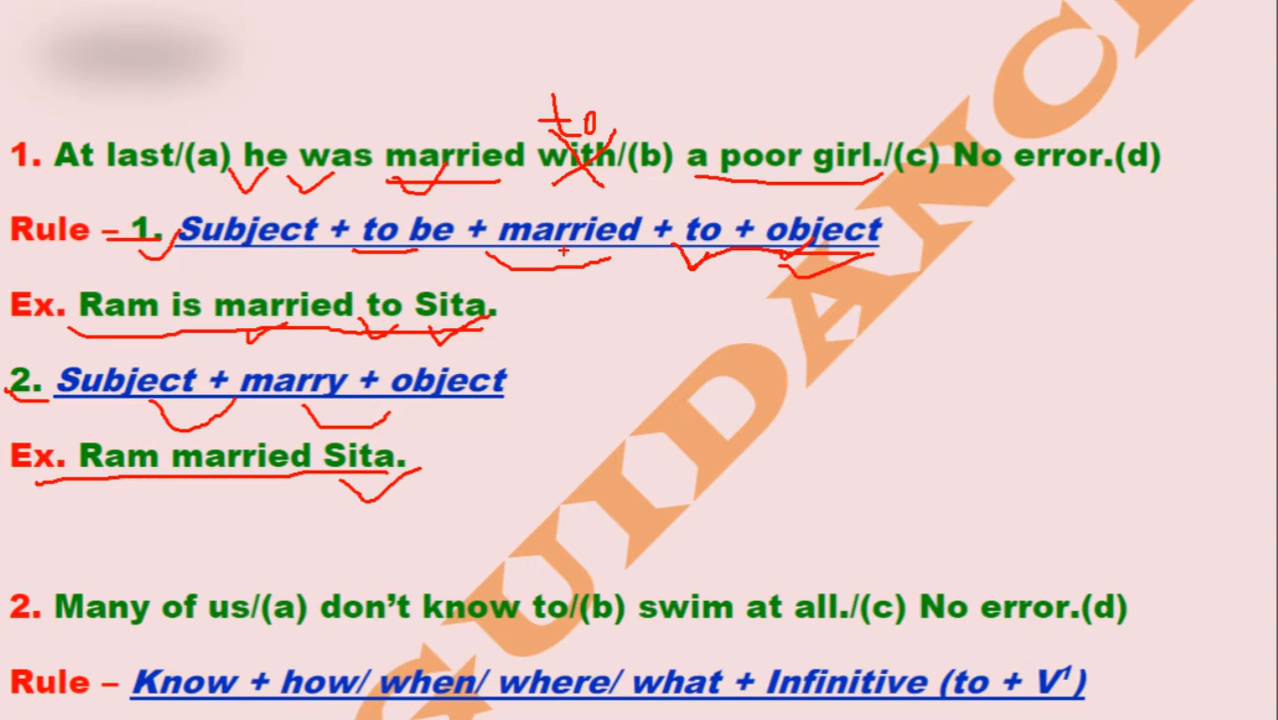 to
1. At last/(a) he was married with/(b) a poor girl./(c) No error.(d)
Rule – 1. Subject + to be + married + to + object
Ex. Ram is married to Sita.
2. Subject + marry + object
Ex. Ram married Sita.
2. Many of us/(a) don’t know to/(b) swim at all./(c) No error.(d)
Rule – Know + how/ when/ where/ what + Infinitive (to + V¹)
GUIDANC